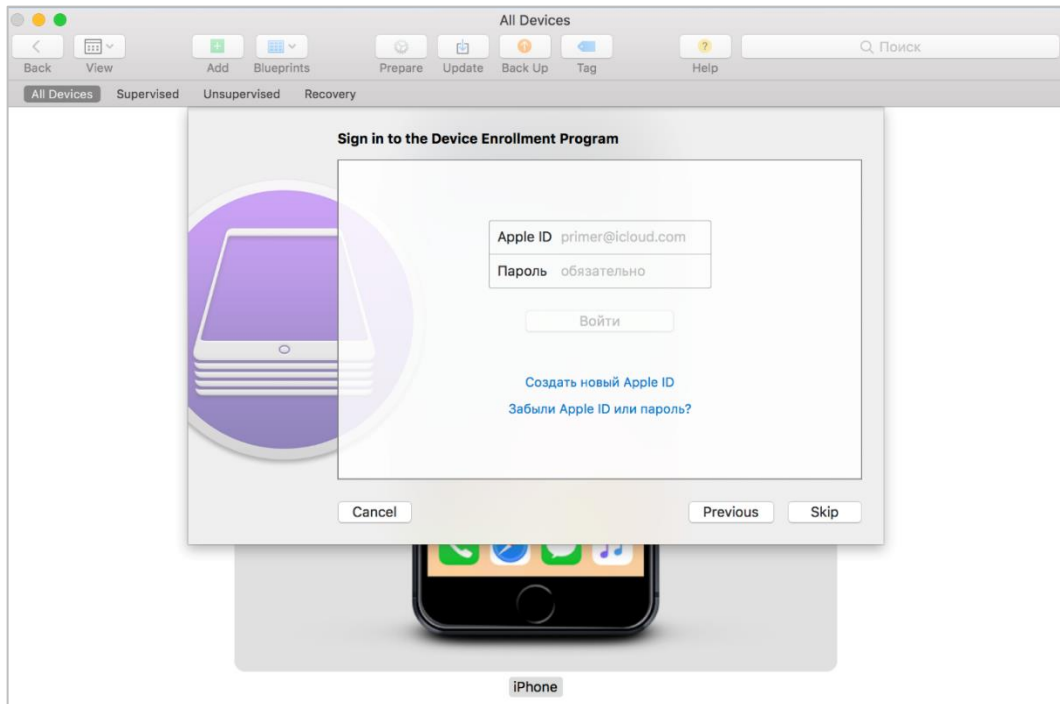 All Devices
Поиск
Back View Add Blueprints Prepare Update Back Up Tag Help
All Devices Supervised Unsupervised Recovery
Sign in to the Device Enrollment Program
Apple ID primer@icloud.com
Пароль обязательно
Войти
Создать новый Apple ID
Забыли Apple ID или пароль?
Cancel Previous Skip
iPhone